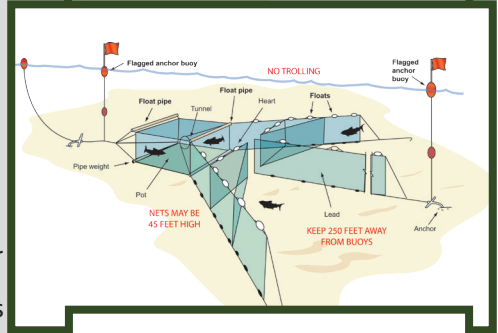 Flagged anchor buoy
NO TROLLING
Flagged
anchor
buoy
Float pipe
Float pipe
Tunnel
Heart
Floats
Pipe weight
Pot
NETS MAY BE
45 FEET HIGH
Lead
KEEP 250 FEET AWAY
FROM BUOYS
Anchor